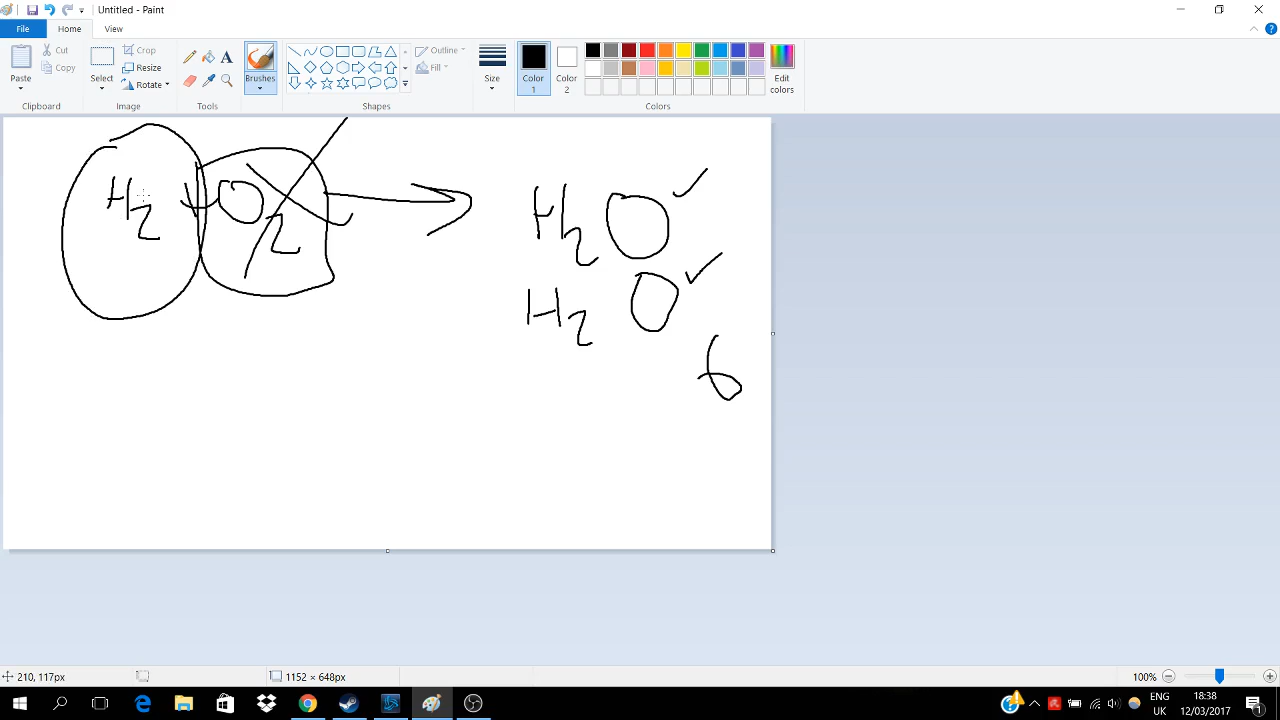 Untitled - Paint
File
Home
View
Paste
Cut
Copy
Clipboard
Select
Crop
Resize
Rotate
Image
A
Tools
Brushes
Shapes
Outline
Fill
Size
Color 1
Color 2
Edit colors
Colors
H2 + O2 → H2O ✓
H2 O ✓
6
210, 117px
1152 × 648px
100%
ENG
UK
18:38
12/03/2017